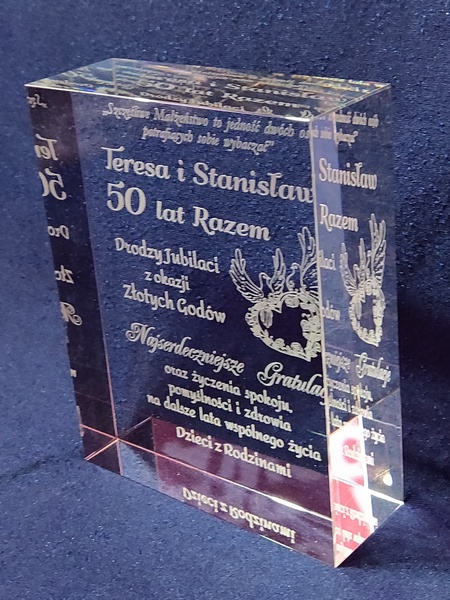 „Szczęśliwe Małżeństwo to jedność dwóch osób
potrafiących sobie wybaczać”
Teresa i Stanisław
50 lat Razem
Drodzy Jubilaci
z okazji
Złotych Godów
Najserdeczniejsze Gratulacje
oraz życzenia spokoju,
pomyślności i zdrowia
na dalsze lata wspólnego życia
Dzieci z Rodzinami